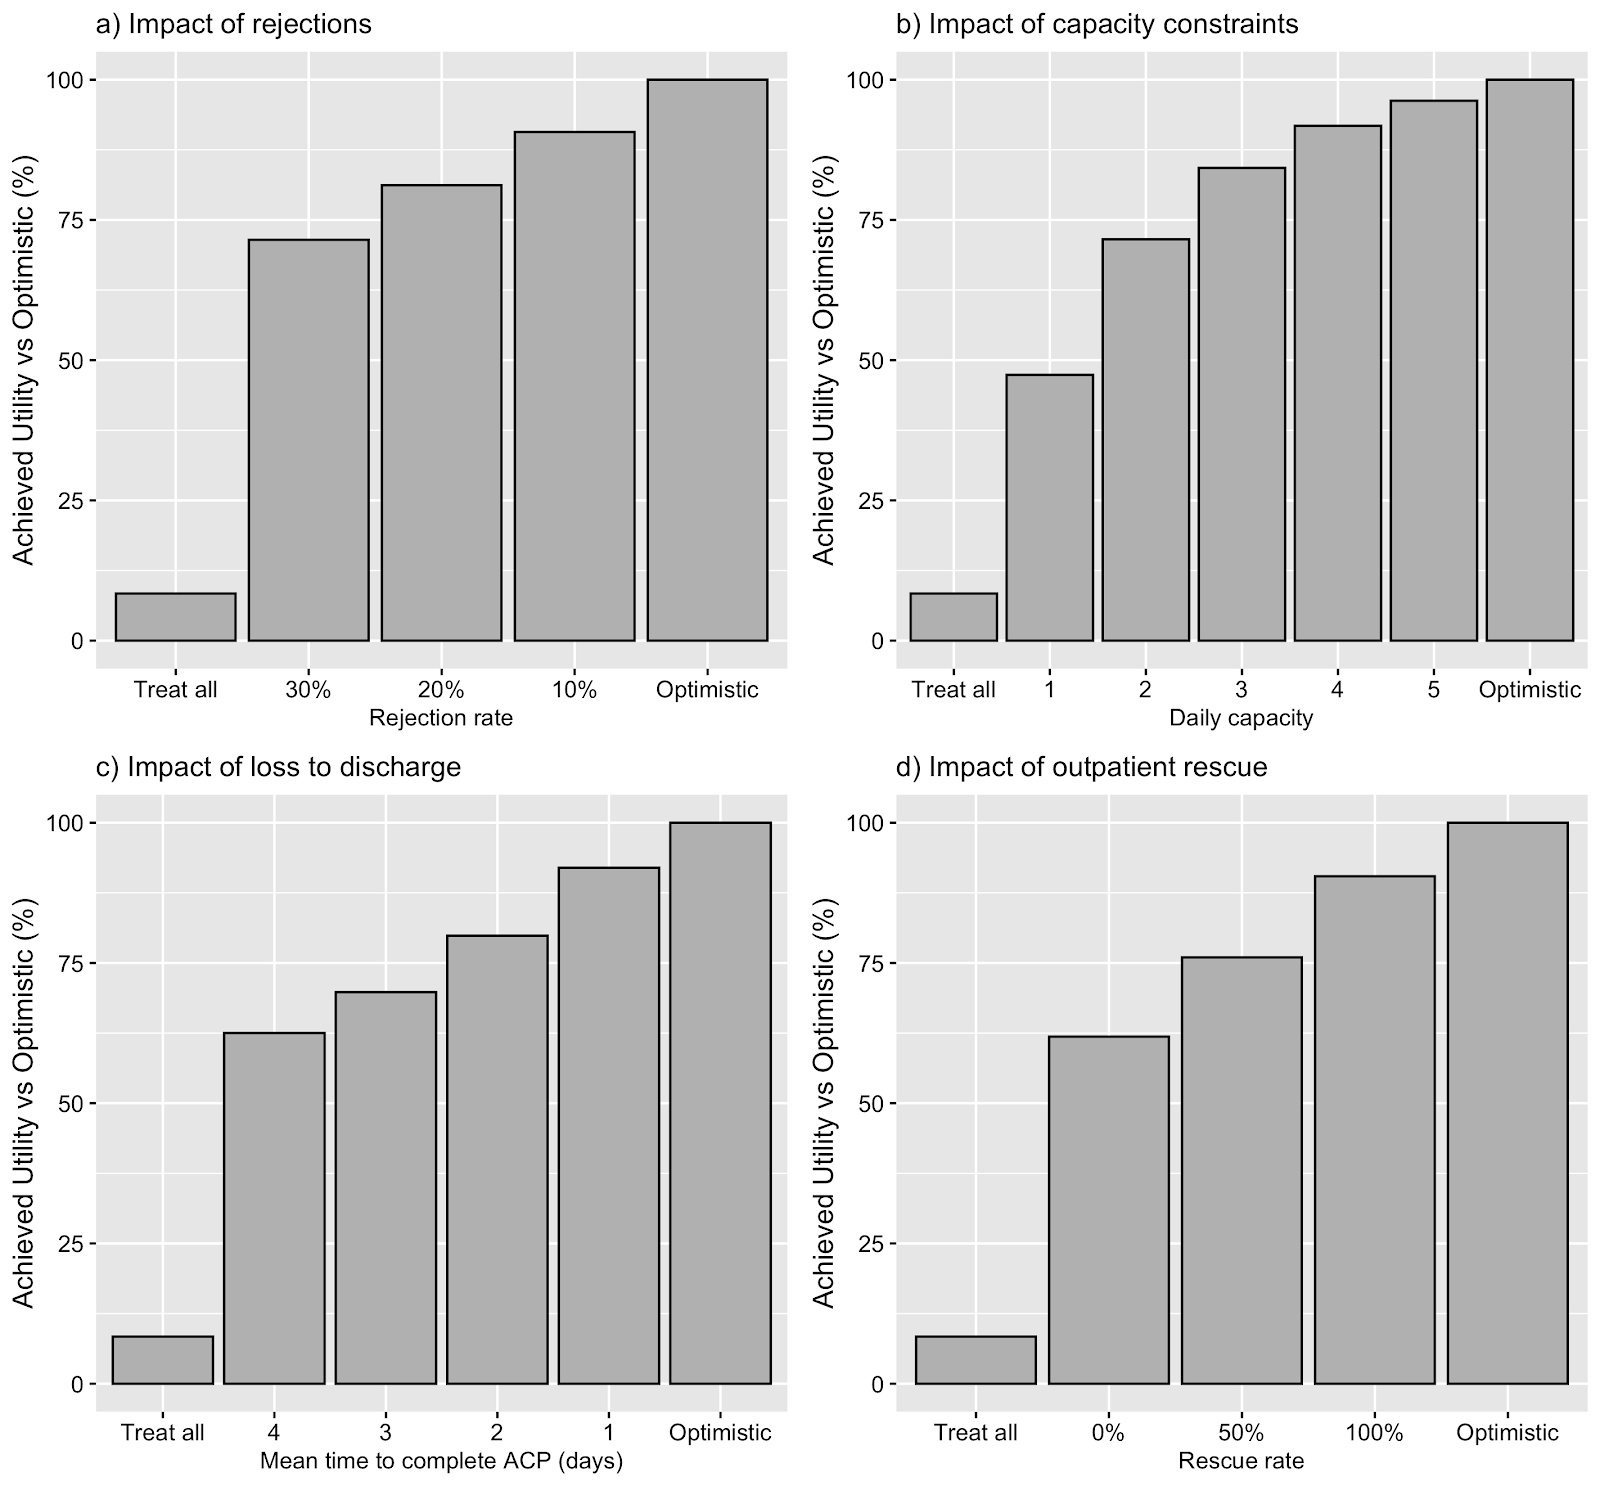 a) Impact of rejections
Achieved Utility vs Optimistic (%)
100
75
50
25
0
Treat all 30% 20% 10% Optimistic
Rejection rate
b) Impact of capacity constraints
Achieved Utility vs Optimistic (%)
100
75
50
25
0
Treat all 1 2 3 4 5 Optimistic
Daily capacity
c) Impact of loss to discharge
Achieved Utility vs Optimistic (%)
100
75
50
25
0
Treat all 4 3 2 1 Optimistic
Mean time to complete ACP (days)
d) Impact of outpatient rescue
Achieved Utility vs Optimistic (%)
100
75
50
25
0
Treat all 0% 50% 100% Optimistic
Rescue rate